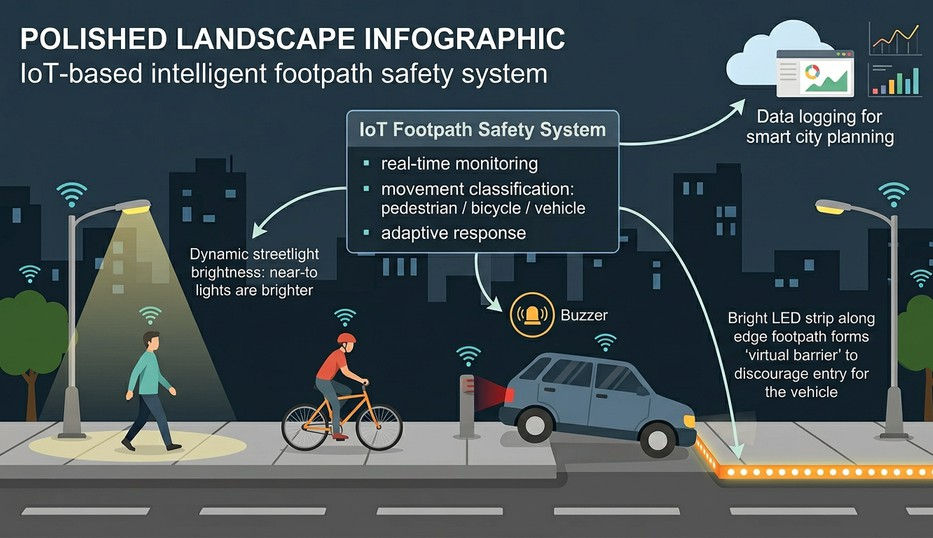 POLISHED LANDSCAPE INFOGRAPHIC
IoT-based intelligent footpath safety system
IoT Footpath Safety System
▪ real-time monitoring
▪ movement classification:
pedestrian / bicycle / vehicle
▪ adaptive response
Data logging for
smart city planning
Dynamic streetlight
brightness: near-to
lights are brighter
Buzzer
Bright LED strip along
edge footpath forms
'virtual barrier' to
discourage entry for
the vehicle